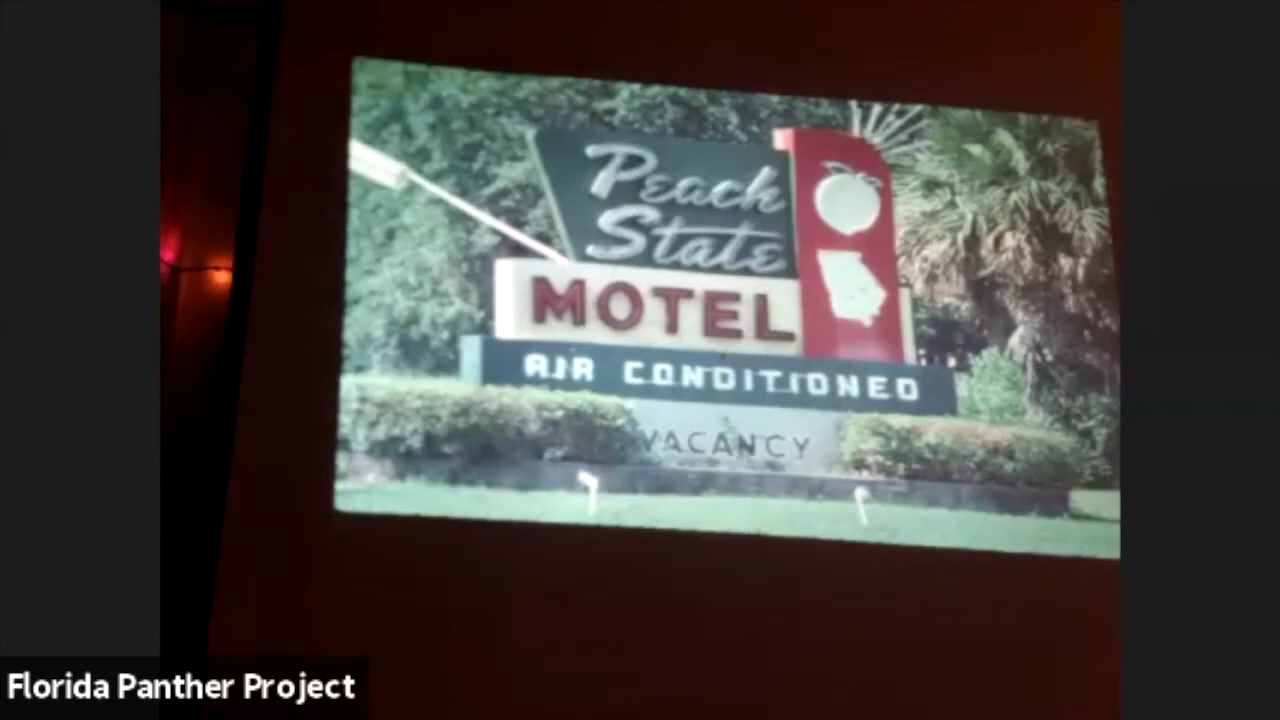 Peach
State
MOTEL
AIR CONDITIONED
VACANCY
Florida Panther Project